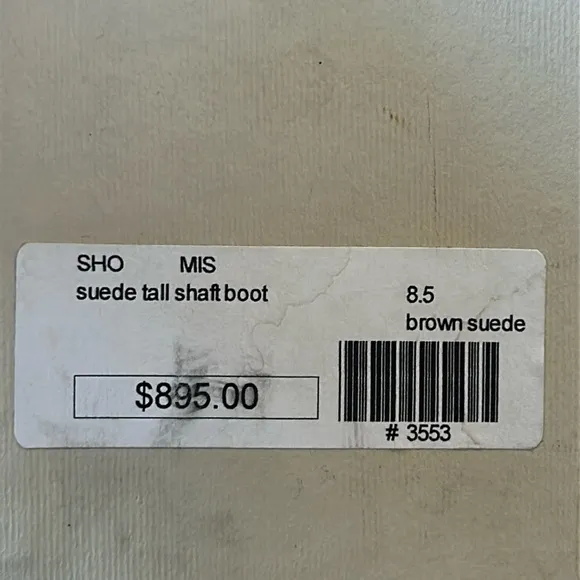 SHO MIS
suede tall shaft boot
8.5
brown suede
$895.00
# 3553